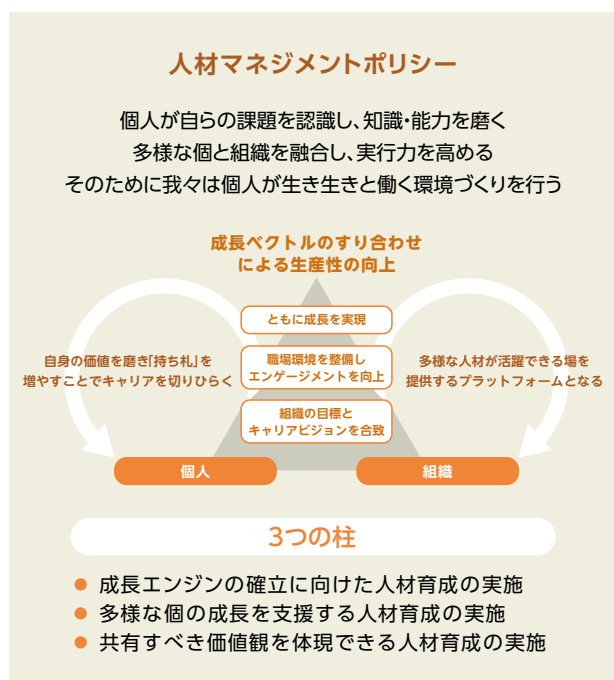 人材マネジメントポリシー
個人が自らの課題を認識し、知識・能力を磨く
多様な個と組織を融合し、実行力を高める
そのために我々は個人が生き生きと働く環境づくりを行う
成長ベクトルのすり合わせ
による生産性の向上
ともに成長を実現
職場環境を整備し
エンゲージメントを向上
組織の目標と
キャリアビジョンを合致
自身の価値を磨き「持ち札」を
増やすことでキャリアを切りひらく
多様な人材が活躍できる場を
提供するプラットフォームとなる
個人
組織
3つの柱
● 成長エンジンの確立に向けた人材育成の実施
● 多様な個の成長を支援する人材育成の実施
● 共有すべき価値観を体現できる人材育成の実施